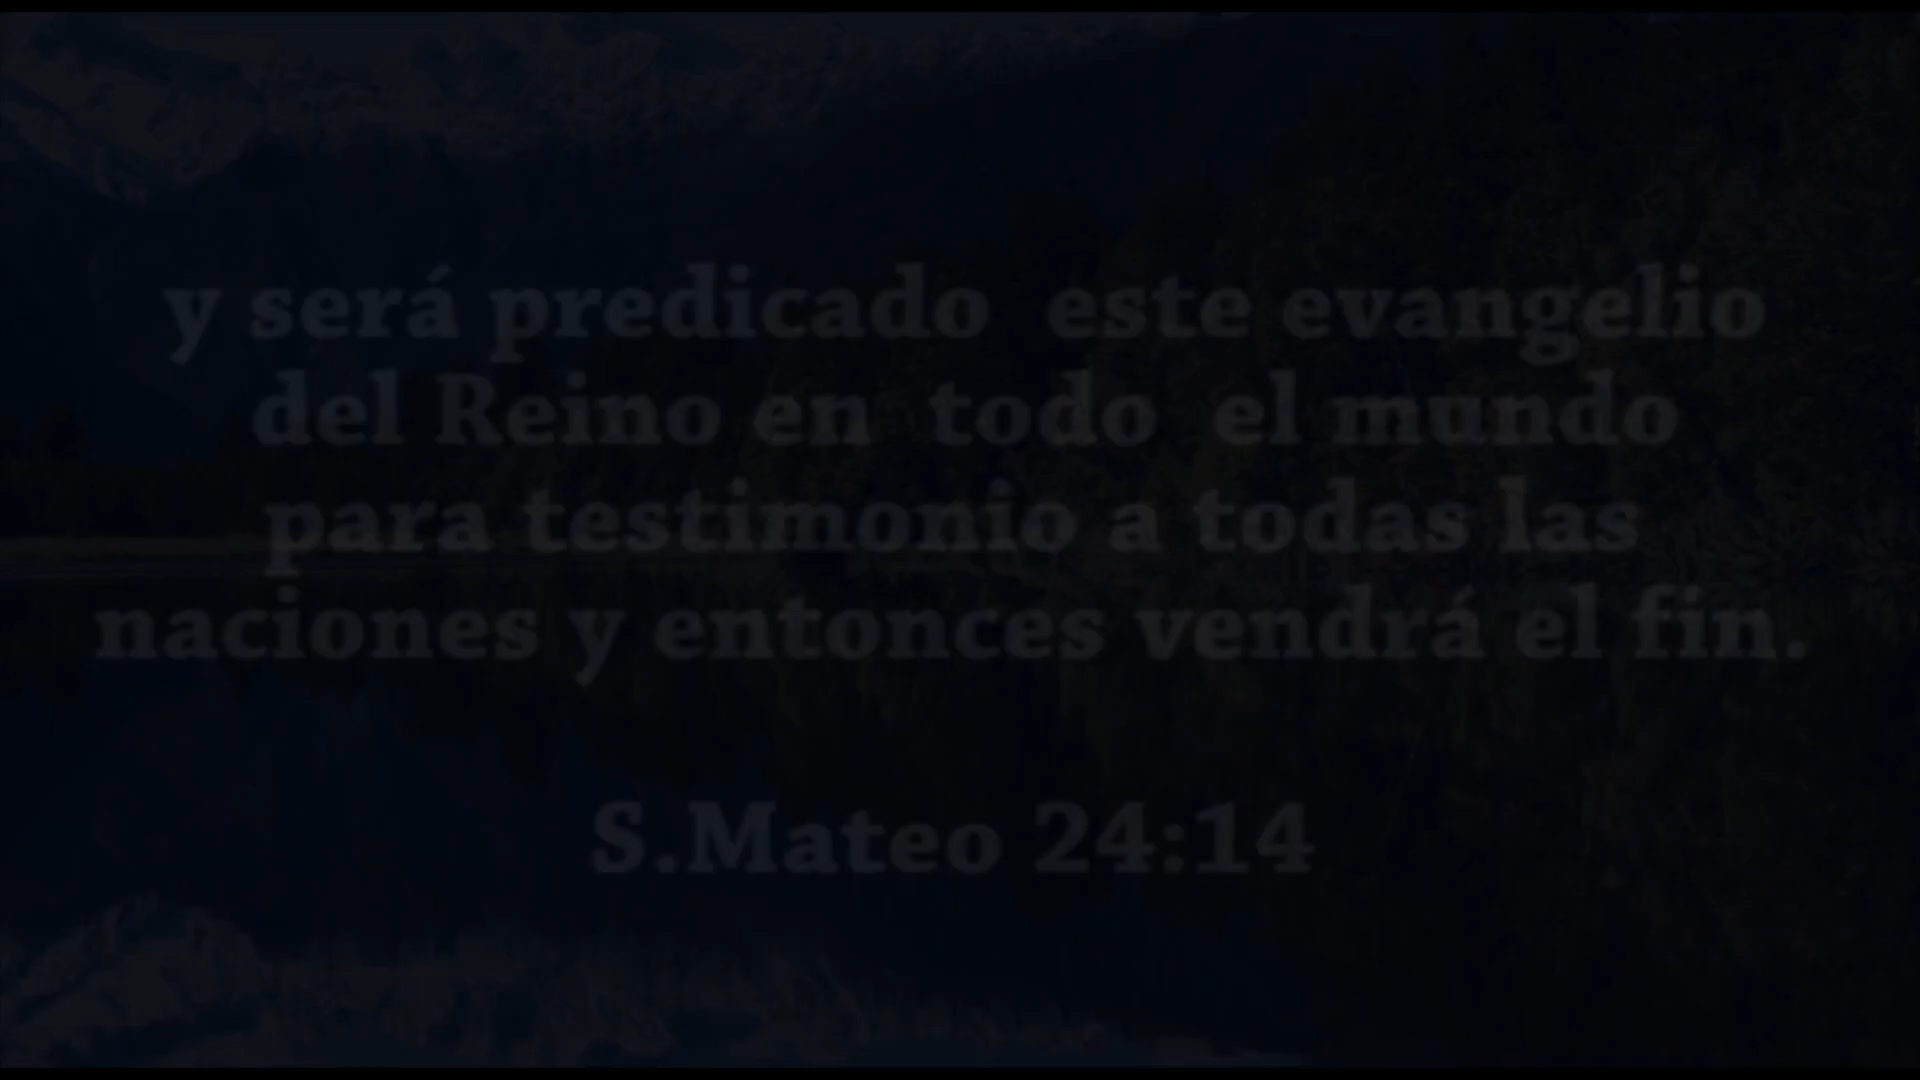 y será predicado este evangelio
del Reino en todo el mundo
para testimonio a todas las
naciones y entonces vendrá el fin.
S.Mateo 24:14